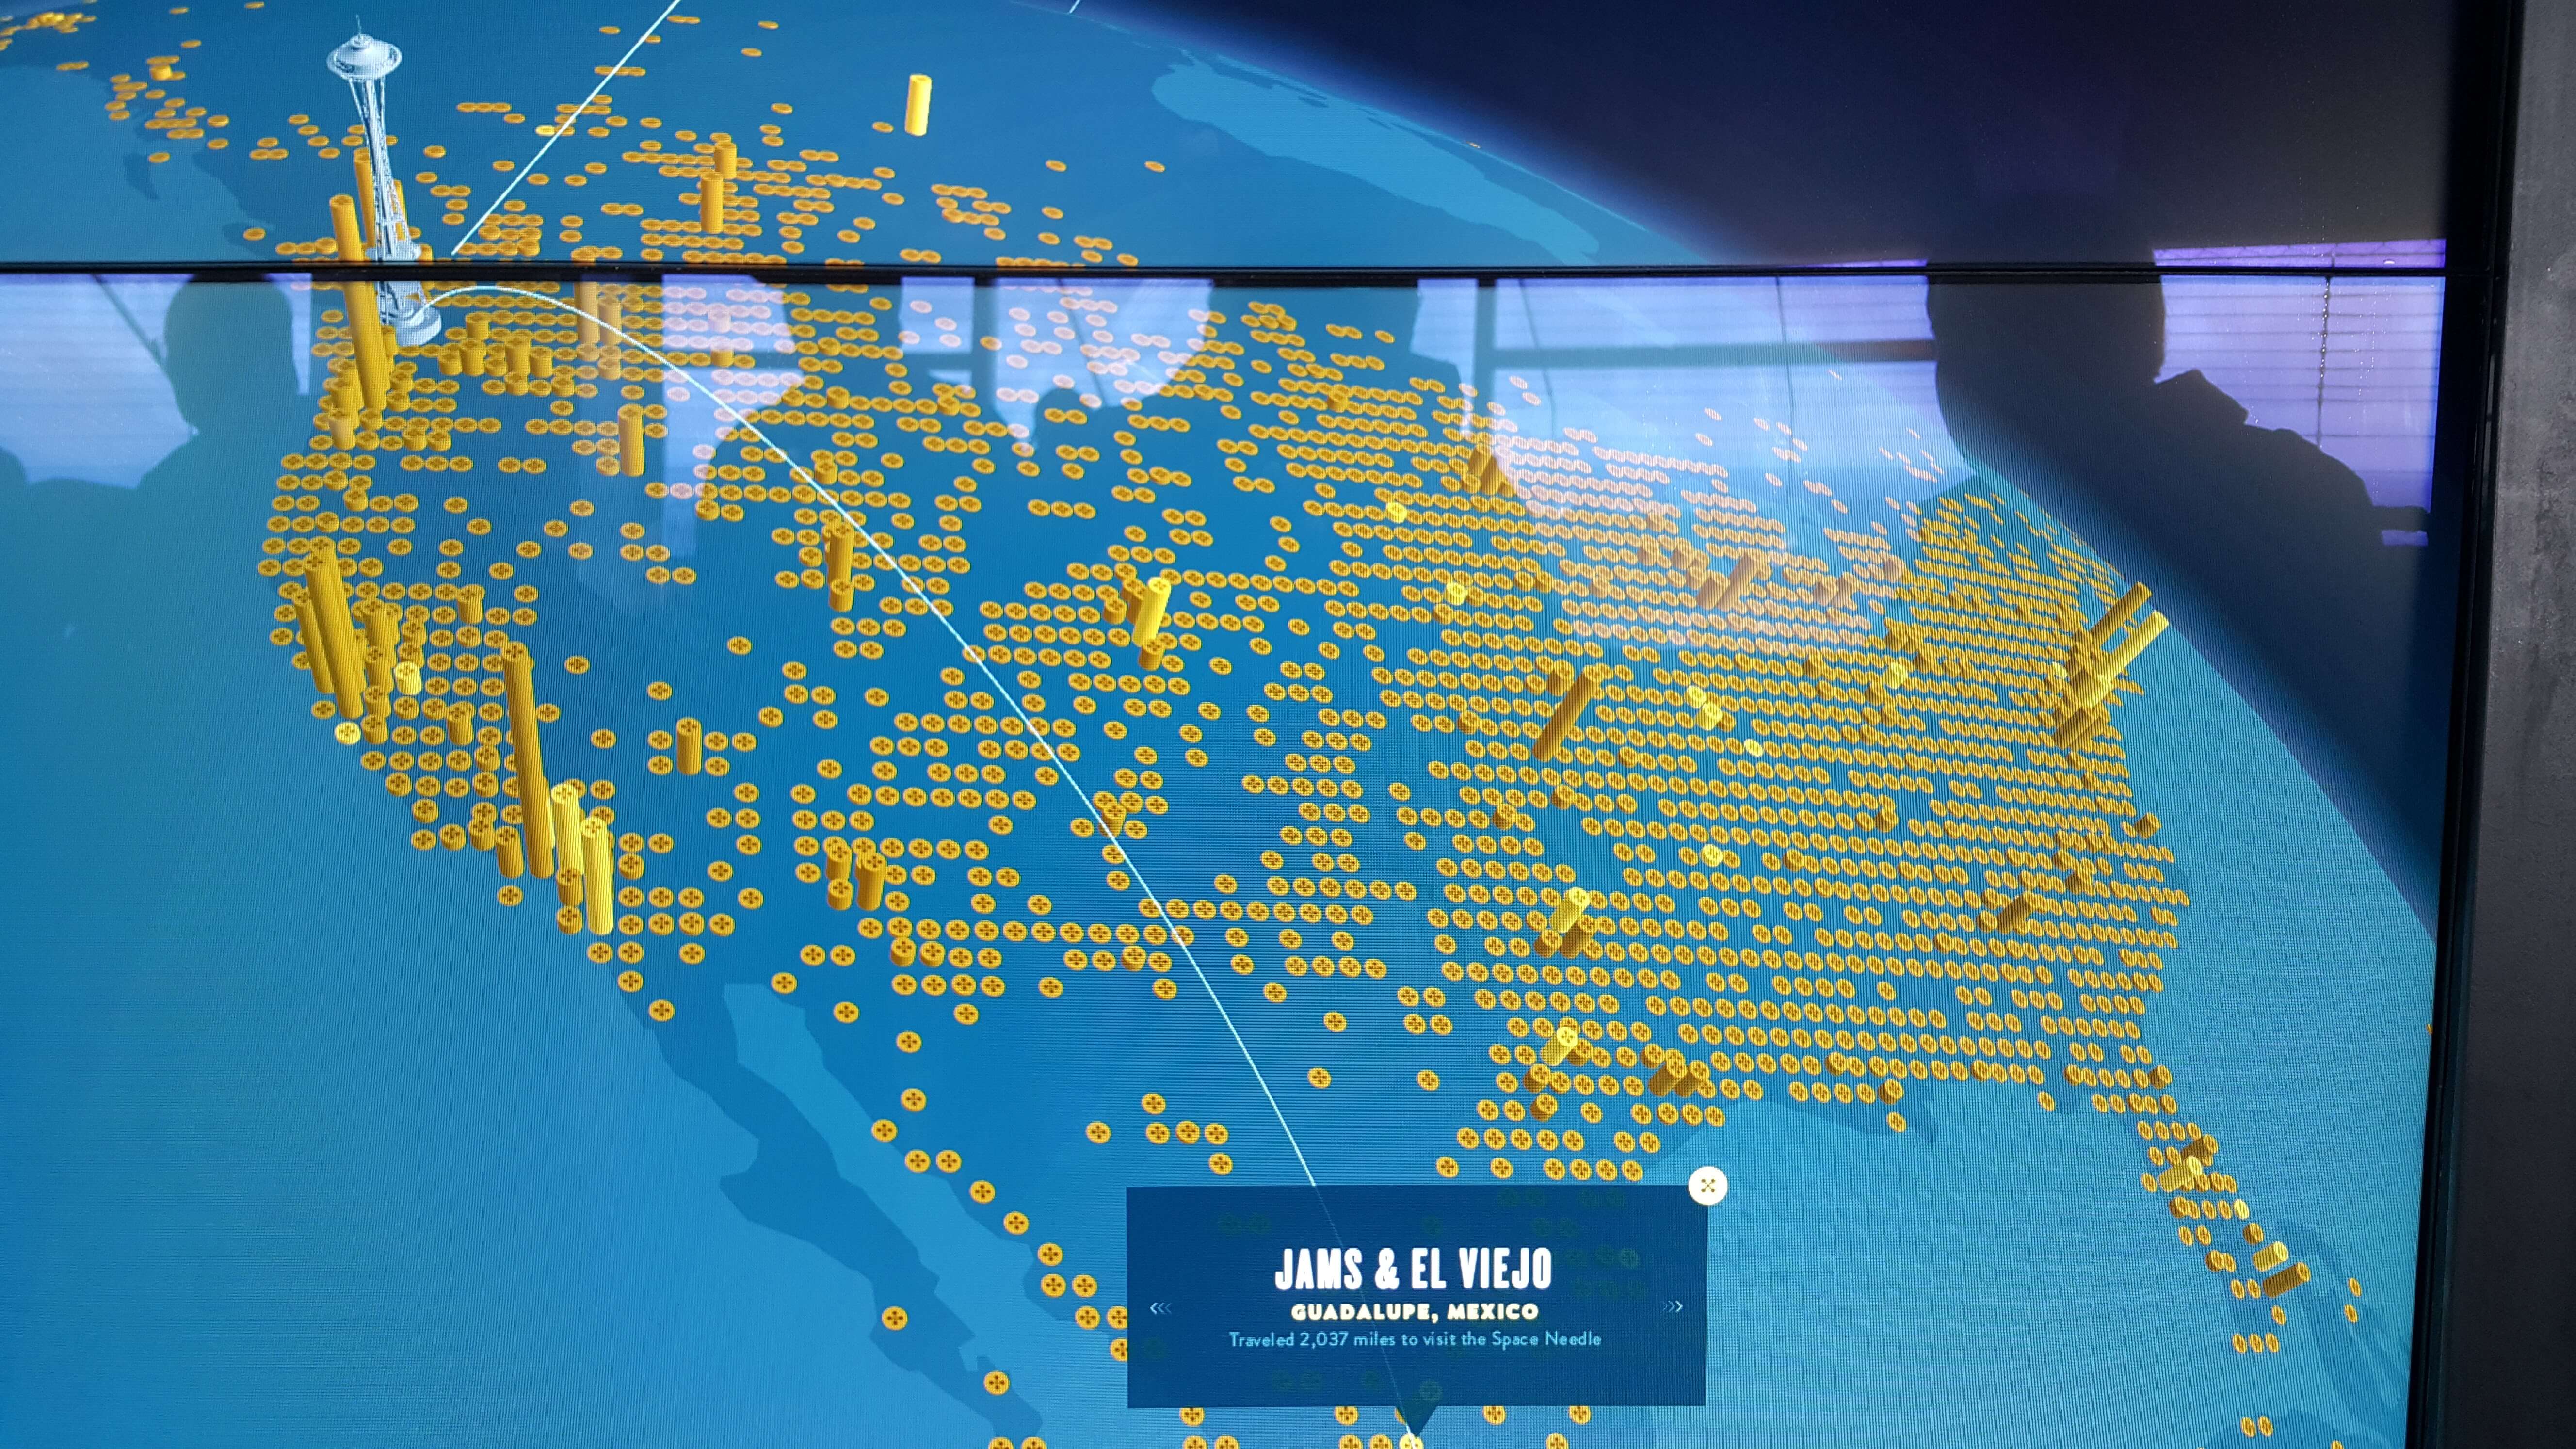 JAMS & EL VIEJO
GUADALUPE, MEXICO
Traveled 2,037 miles to visit the Space Needle